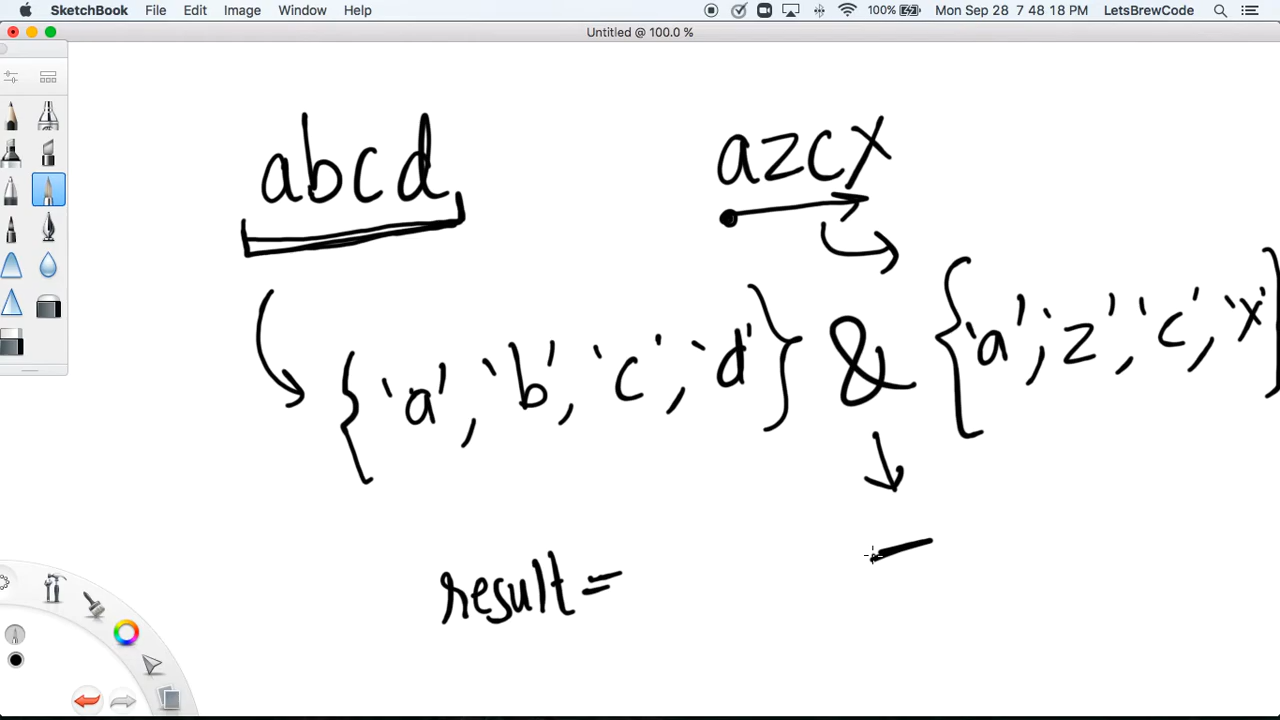 SketchBook File Edit Image Window Help 100% Mon Sep 28 7 48 18 PM LetsBrewCode
Untitled @ 100.0 %
abcd azcx
{'a', 'b', 'c', 'd'} & {'a', 'z', 'c', 'x'}
result =